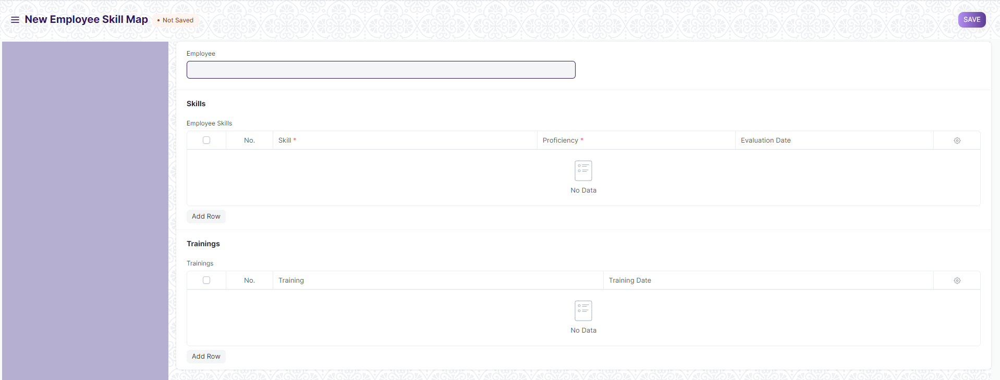 New Employee Skill Map • Not Saved SAVE
Employee
Skills
Employee Skills
No. Skill * Proficiency * Evaluation Date
No Data
Add Row
Trainings
Trainings
No. Training Training Date
No Data
Add Row